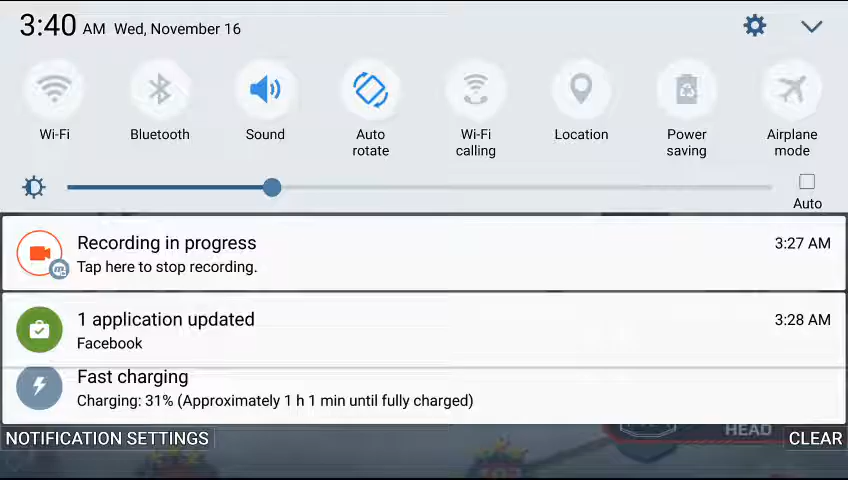 3:40 AM Wed, November 16
Wi-Fi
Bluetooth
Sound
Auto rotate
Wi-Fi calling
Location
Power saving
Airplane mode
Auto
Recording in progress 3:27 AM
Tap here to stop recording.
1 application updated 3:28 AM
Facebook
Fast charging
Charging: 31% (Approximately 1 h 1 min until fully charged)
HEAD
NOTIFICATION SETTINGS CLEAR